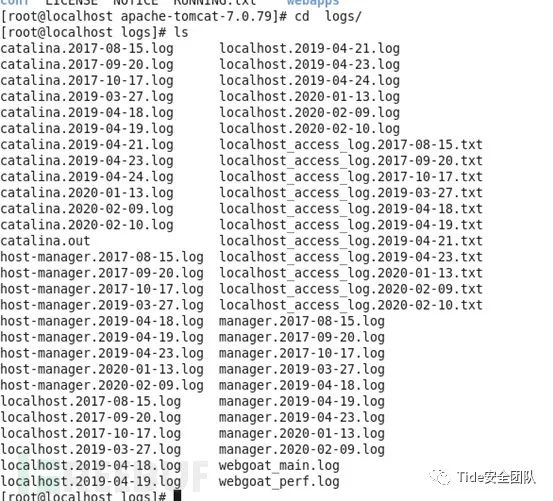 conf  LICENSE  NOTICE  RUNNING.txt    webapps
[root@localhost apache-tomcat-7.0.79]# cd  logs/
[root@localhost logs]# ls
catalina.2017-08-15.log      localhost.2019-04-21.log
catalina.2017-09-20.log      localhost.2019-04-23.log
catalina.2017-10-17.log      localhost.2019-04-24.log
catalina.2019-03-27.log      localhost.2020-01-13.log
catalina.2019-04-18.log      localhost.2020-02-09.log
catalina.2019-04-19.log      localhost.2020-02-10.log
catalina.2019-04-21.log      localhost_access_log.2017-08-15.txt
catalina.2019-04-23.log      localhost_access_log.2017-09-20.txt
catalina.2019-04-24.log      localhost_access_log.2017-10-17.txt
catalina.2020-01-13.log      localhost_access_log.2019-03-27.txt
catalina.2020-02-09.log      localhost_access_log.2019-04-18.txt
catalina.2020-02-10.log      localhost_access_log.2019-04-19.txt
catalina.out                 localhost_access_log.2019-04-21.txt
host-manager.2017-08-15.log  localhost_access_log.2019-04-23.txt
host-manager.2017-09-20.log  localhost_access_log.2020-01-13.txt
host-manager.2017-10-17.log  localhost_access_log.2020-02-09.txt
host-manager.2019-03-27.log  localhost_access_log.2020-02-10.txt
host-manager.2019-04-18.log  manager.2017-08-15.log
host-manager.2019-04-19.log  manager.2017-09-20.log
host-manager.2019-04-23.log  manager.2017-10-17.log
host-manager.2020-01-13.log  manager.2019-03-27.log
host-manager.2020-02-09.log  manager.2019-04-18.log
localhost.2017-08-15.log     manager.2019-04-19.log
localhost.2017-09-20.log     manager.2019-04-23.log
localhost.2017-10-17.log     manager.2020-01-13.log
localhost.2019-03-27.log     manager.2020-02-09.log
localhost.2019-04-18.log     webgoat_main.log
localhost.2019-04-19.log     webgoat_perf.log
[root@localhost logs]#
Tide安全团队